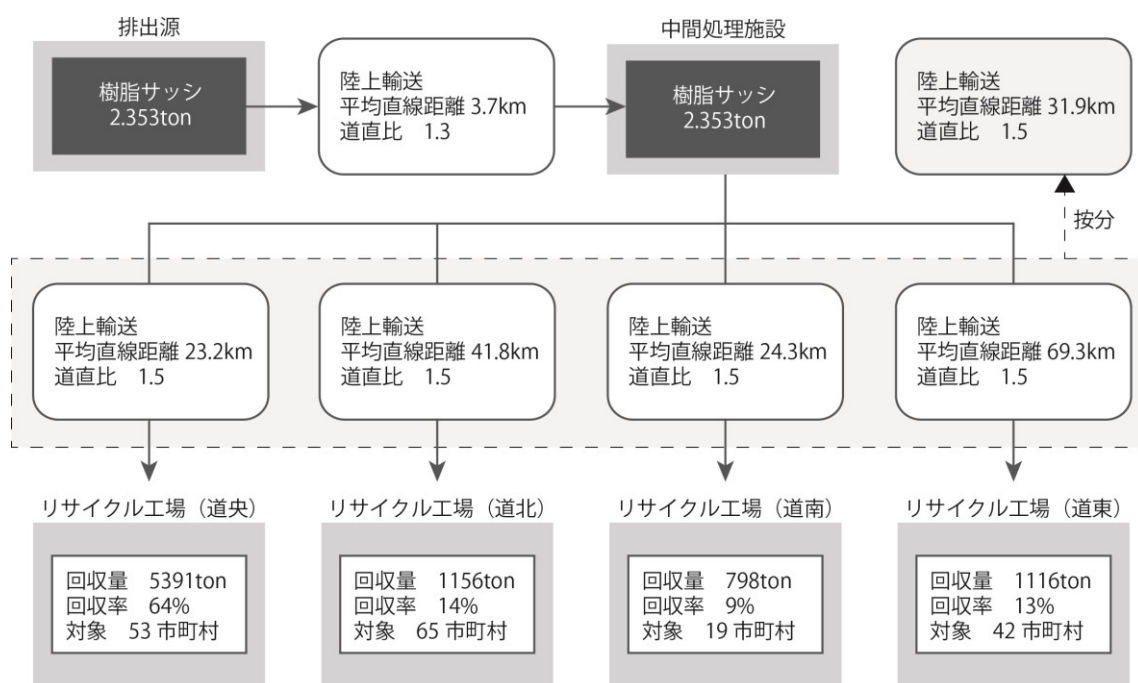 排出源
樹脂サッシ
2.353ton
陸上輸送
平均直線距離 3.7km
道直比　1.3
中間処理施設
樹脂サッシ
2.353ton
陸上輸送
平均直線距離 31.9km
道直比　1.5
按分
陸上輸送
平均直線距離 23.2km
道直比　1.5
陸上輸送
平均直線距離 41.8km
道直比　1.5
陸上輸送
平均直線距離 24.3km
道直比　1.5
陸上輸送
平均直線距離 69.3km
道直比　1.5
リサイクル工場（道央）
回収量　5391ton
回収率　64%
対象　53 市町村
リサイクル工場（道北）
回収量　1156ton
回収率　14%
対象　65 市町村
リサイクル工場（道南）
回収量　798ton
回収率　9%
対象　19 市町村
リサイクル工場（道東）
回収量　1116ton
回収率　13%
対象　42 市町村